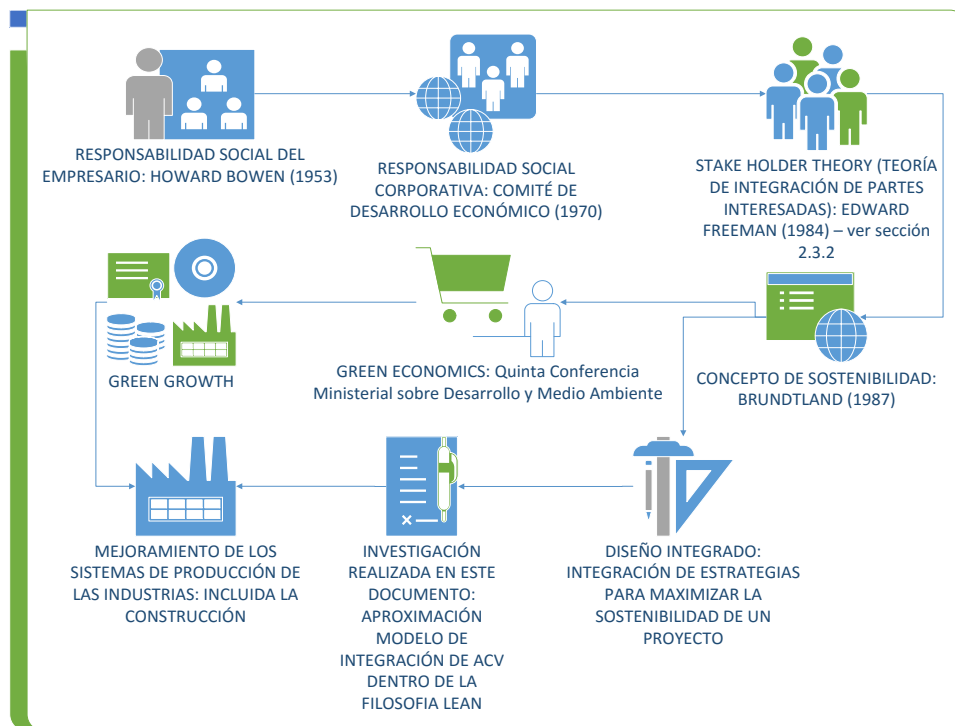 RESPONSABILIDAD SOCIAL DEL
EMPRESARIO: HOWARD BOWEN (1953)
RESPONSABILIDAD SOCIAL
CORPORATIVA: COMITÉ DE
DESARROLLO ECONÓMICO (1970)
STAKE HOLDER THEORY (TEORÍA
DE INTEGRACIÓN DE PARTES
INTERESADAS): EDWARD
FREEMAN (1984) – ver sección
2.3.2
GREEN GROWTH
GREEN ECONOMICS: Quinta Conferencia
Ministerial sobre Desarrollo y Medio Ambiente
CONCEPTO DE SOSTENIBILIDAD:
BRUNDTLAND (1987)
MEJORAMIENTO DE LOS
SISTEMAS DE PRODUCCIÓN DE
LAS INDUSTRIAS: INCLUIDA LA
CONSTRUCCIÓN
INVESTIGACIÓN
REALIZADA EN ESTE
DOCUMENTO:
APROXIMACIÓN
MODELO DE
INTEGRACIÓN DE ACV
DENTRO DE LA
FILOSOFIA LEAN
DISEÑO INTEGRADO:
INTEGRACIÓN DE ESTRATEGIAS
PARA MAXIMIZAR LA
SOSTENIBILIDAD DE UN
PROYECTO